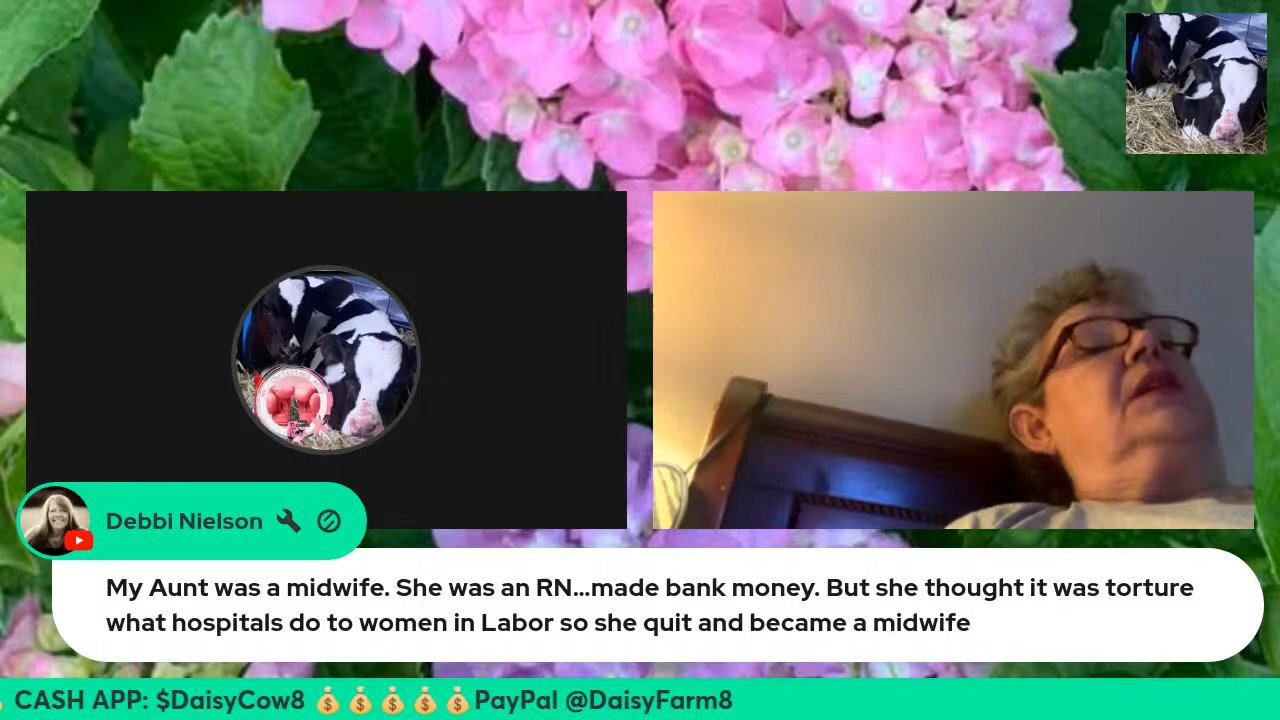 Debbi Nielson
My Aunt was a midwife. She was an RN...made bank money. But she thought it was torture
what hospitals do to women in Labor so she quit and became a midwife
CASH APP: $DaisyCow8 💰💰💰💰💰PayPal @DaisyFarm8